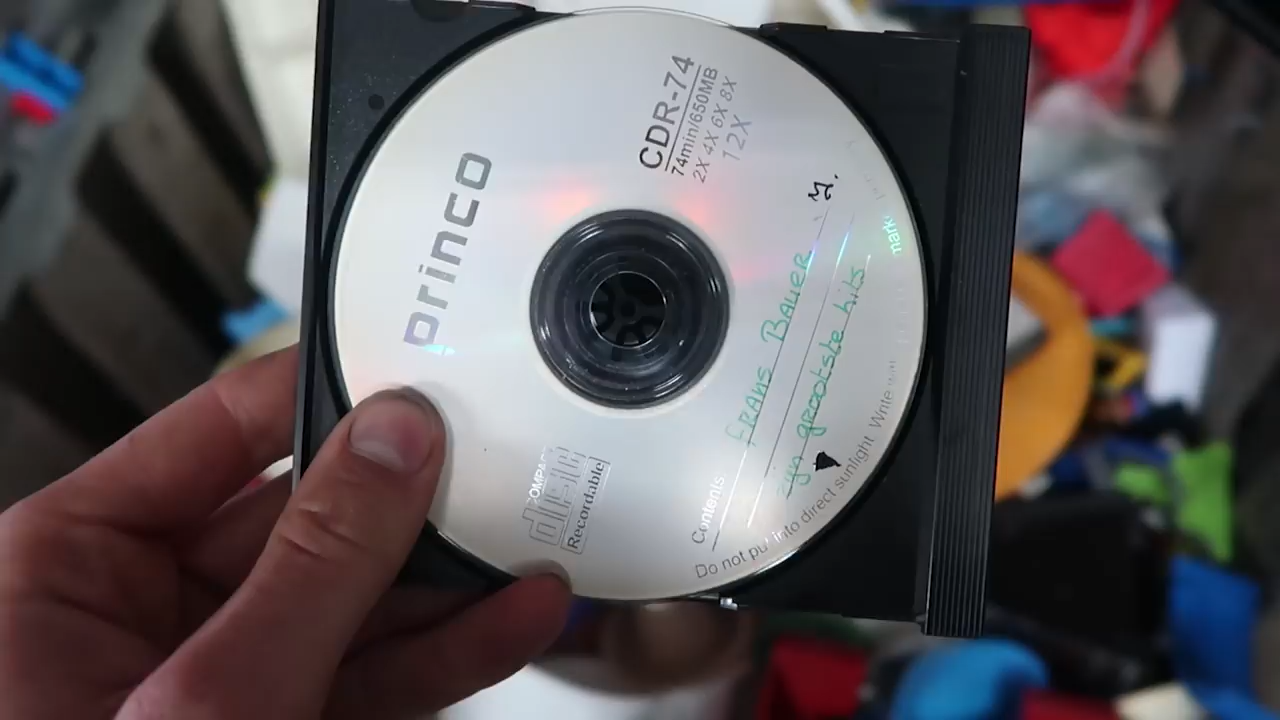 princo
CDR-74
74min/650MB
2X 4X 6X 8X
12X
COMPACT
disc
Recordable
Contents:
FRANS BAUER M.
zijn grootste hits
Do not put into direct sunlight. Write
mark